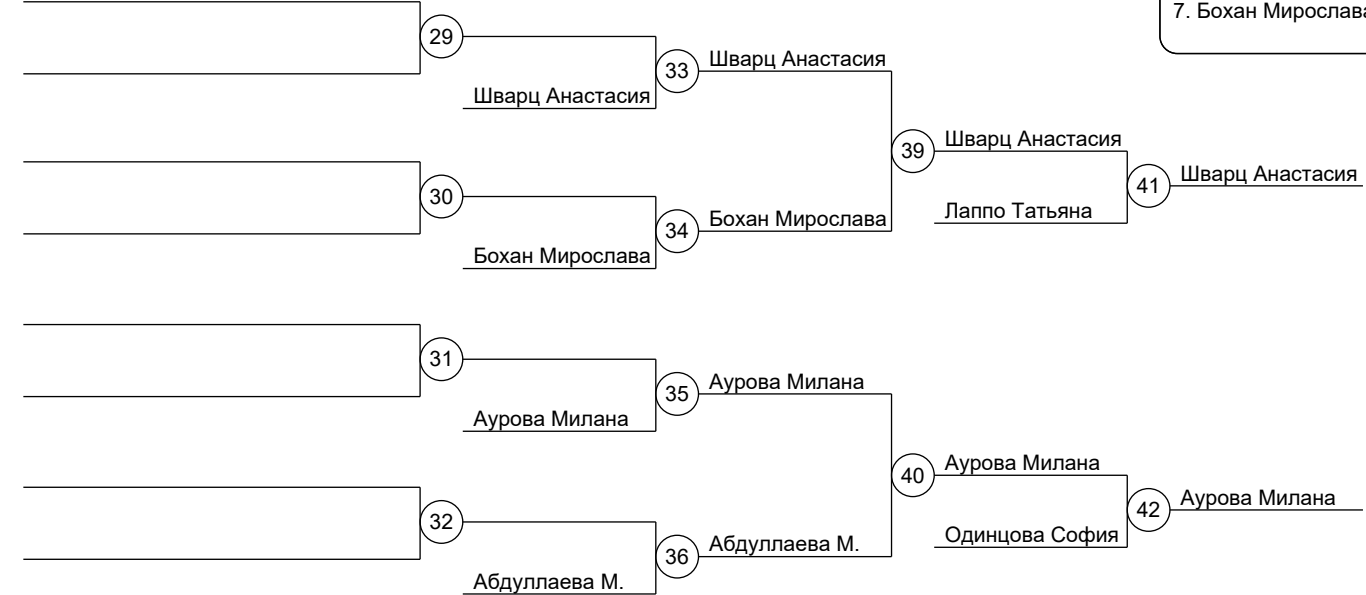 7. Бохан Мирослава
29
33
Шварц Анастасия
Шварц Анастасия
39
Шварц Анастасия
41
Шварц Анастасия
30
34
Бохан Мирослава
Лаппо Татьяна
Бохан Мирослава
31
35
Аурова Милана
Аурова Милана
40
Аурова Милана
42
Аурова Милана
32
36
Абдуллаева М.
Одинцова София
Абдуллаева М.